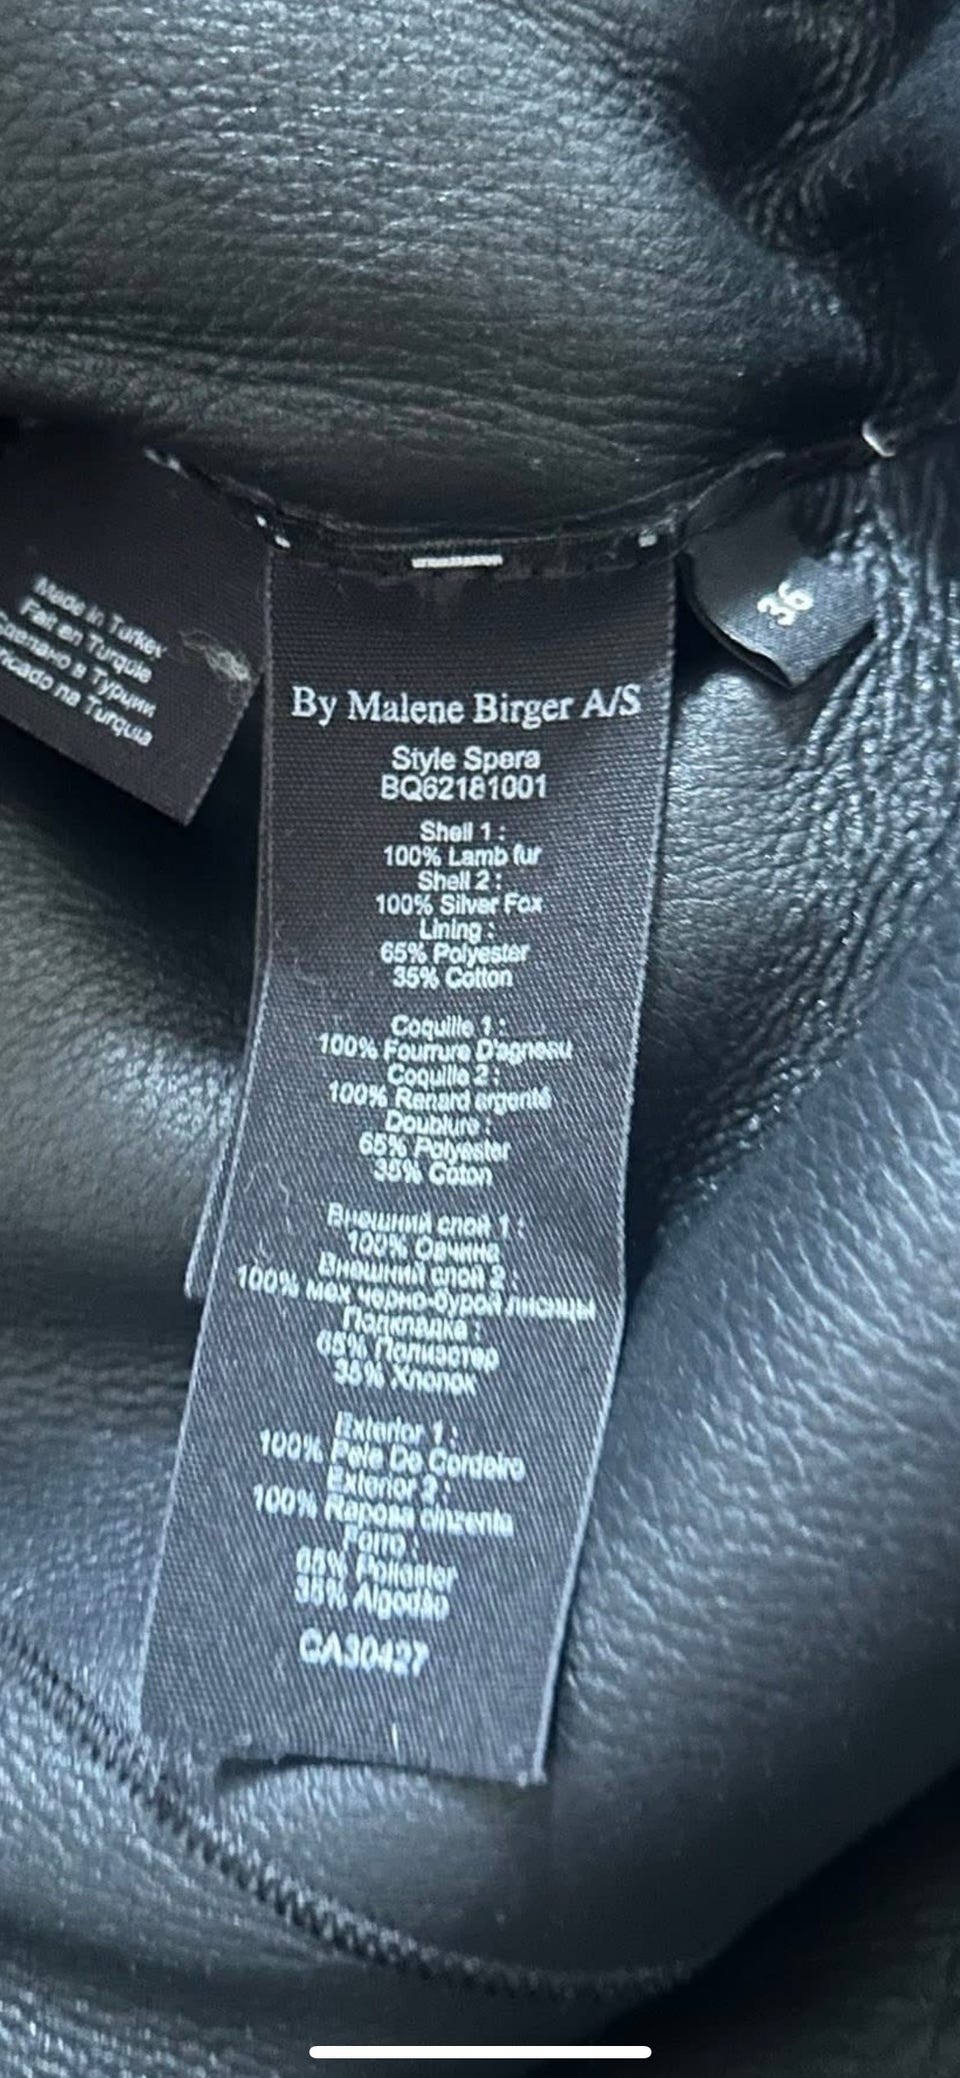 Made in Turkey
Fait en Turquie
Сделано в Турции
ricado na Turquia
36
By Malene Birger A/S
Style Spera
BQ62181001
Shell 1 :
100% Lamb fur
Shell 2 :
100% Silver Fox
Lining :
65% Polyester
35% Cotton
Coquille 1 :
100% Fourrure D'agneau
Coquille 2 :
100% Renard argenté
Doublure :
65% Polyester
35% Coton
Внешний слой 1 :
100% Овчина
Внешний слой 2 :
100% мех черно-бурой лисицы
Подкладка :
65% Полиэстер
35% Хлопок
Exterior 1 :
100% Pele De Cordeiro
Exterior 2 :
100% Raposa cinzenta
Forro :
65% Poliester
35% Algodão
CA30427